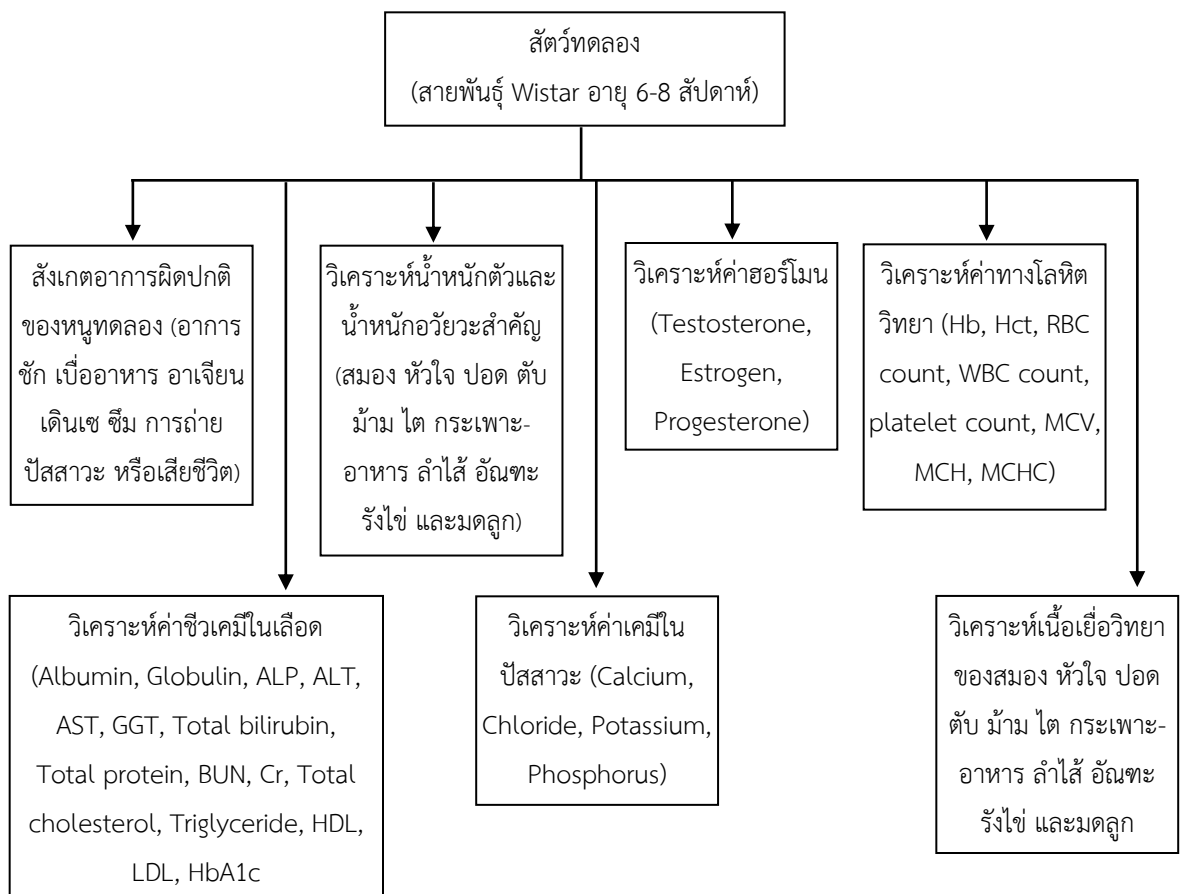 สัตว์ทดลอง
(สายพันธุ์ Wistar อายุ 6-8 สัปดาห์)
สังเกตอาการผิดปกติ
ของหนูทดลอง (อาการ
ชัก เบื่ออาหาร อาเจียน
เดินเซ ซึม การถ่าย
ปัสสาวะ หรือเสียชีวิต)
วิเคราะห์น้ำหนักตัวและ
น้ำหนักอวัยวะสำคัญ
(สมอง หัวใจ ปอด ตับ
ม้าม ไต กระเพาะ-
อาหาร ลำไส้ อัณฑะ
รังไข่ และมดลูก)
วิเคราะห์ค่าฮอร์โมน
(Testosterone,
Estrogen,
Progesterone)
วิเคราะห์ค่าทางโลหิต
วิทยา (Hb, Hct, RBC
count, WBC count,
platelet count, MCV,
MCH, MCHC)
วิเคราะห์ค่าชีวเคมีในเลือด
(Albumin, Globulin, ALP, ALT,
AST, GGT, Total bilirubin,
Total protein, BUN, Cr, Total
cholesterol, Triglyceride, HDL,
LDL, HbA1c
วิเคราะห์ค่าเคมีใน
ปัสสาวะ (Calcium,
Chloride, Potassium,
Phosphorus)
วิเคราะห์เนื้อเยื่อวิทยา
ของสมอง หัวใจ ปอด
ตับ ม้าม ไต กระเพาะ-
อาหาร ลำไส้ อัณฑะ
รังไข่ และมดลูก